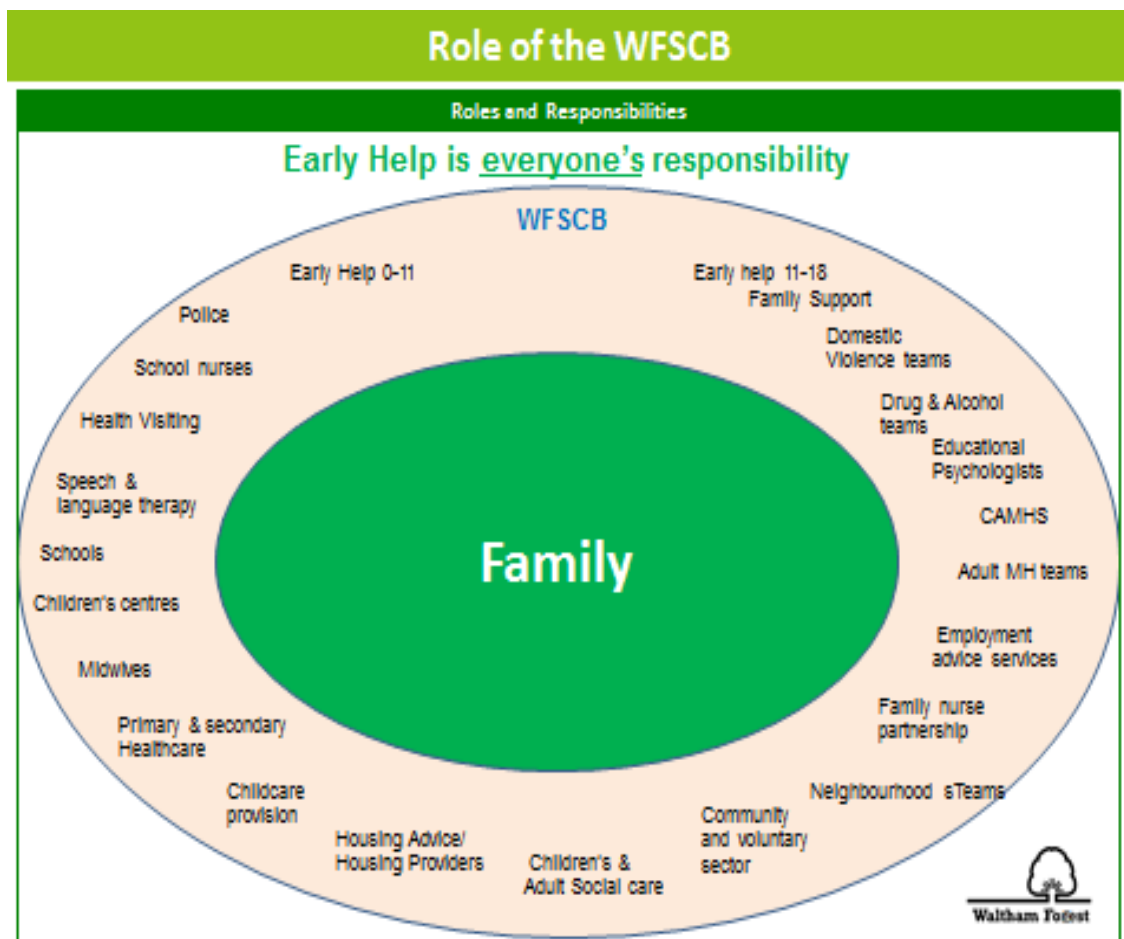 Role of the WFSCB
Roles and Responsibilities
Early Help is everyone's responsibility
WFSCB
Early Help 0-11
Early help 11-18
Family Support
Police
Domestic
Violence teams
School nurses
Drug & Alcohol
teams
Health Visiting
Educational
Psychologists
Speech &
language therapy
CAMHS
Schools
Family
Adult MH teams
Children's centres
Employment
advice services
Midwives
Family nurse
partnership
Primary & secondary
Healthcare
Childcare
provision
Neighbourhood sTeams
Community
and voluntary
sector
Housing Advice/
Housing Providers
Children's &
Adult Social care
Waltham Forest